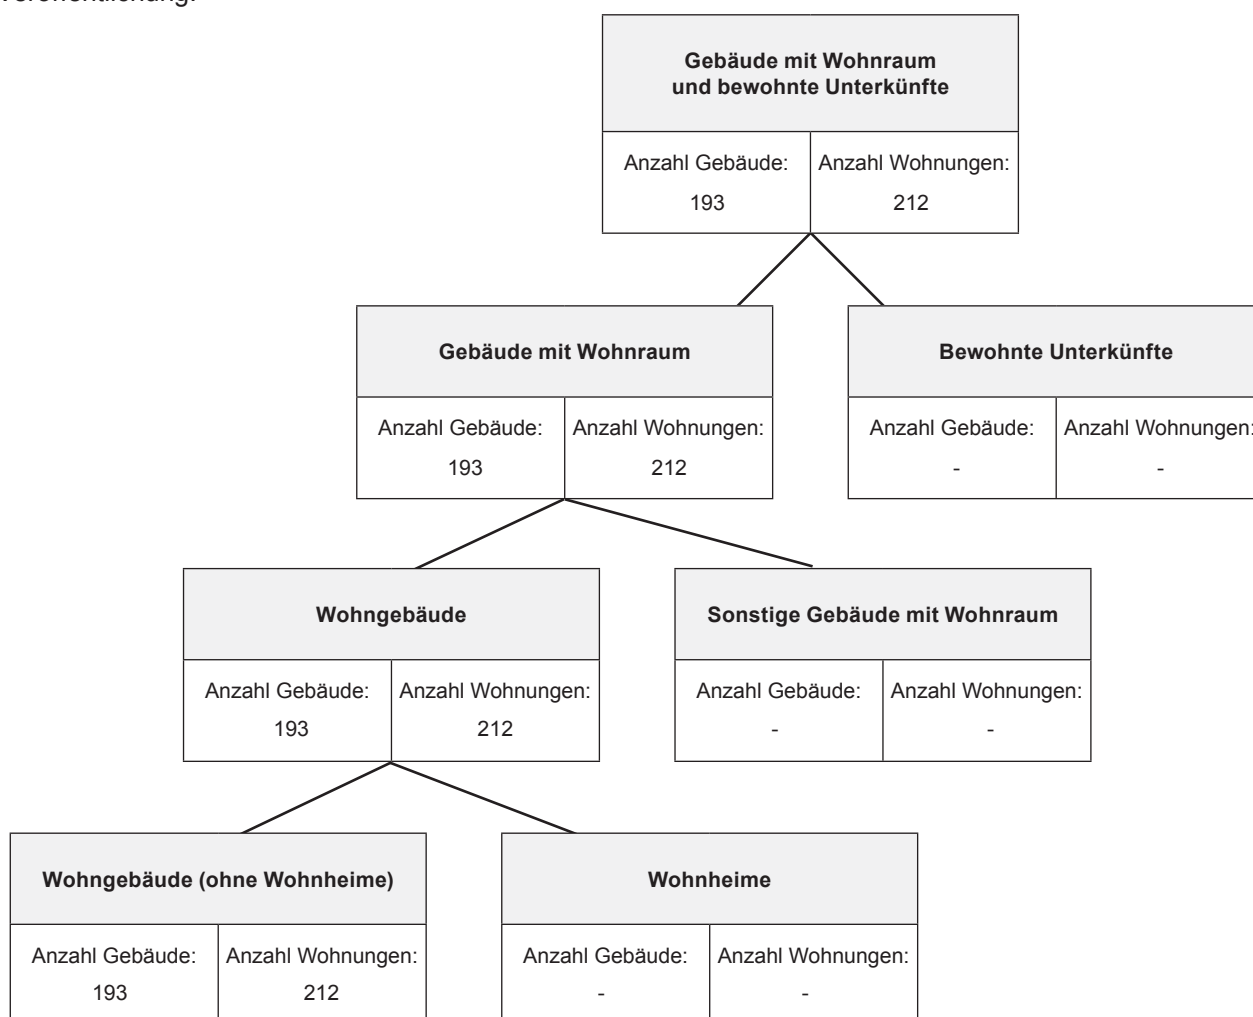 Veröffentlichung.
Gebäude mit Wohnraum
und bewohnte Unterkünfte
Anzahl Gebäude: Anzahl Wohnungen:
193 212
Gebäude mit Wohnraum
Bewohnte Unterkünfte
Anzahl Gebäude: Anzahl Wohnungen:
193 212
Anzahl Gebäude: Anzahl Wohnungen:
- -
Wohngebäude
Sonstige Gebäude mit Wohnraum
Anzahl Gebäude: Anzahl Wohnungen:
193 212
Anzahl Gebäude: Anzahl Wohnungen:
- -
Wohngebäude (ohne Wohnheime)
Wohnheime
Anzahl Gebäude: Anzahl Wohnungen:
193 212
Anzahl Gebäude: Anzahl Wohnungen:
- -